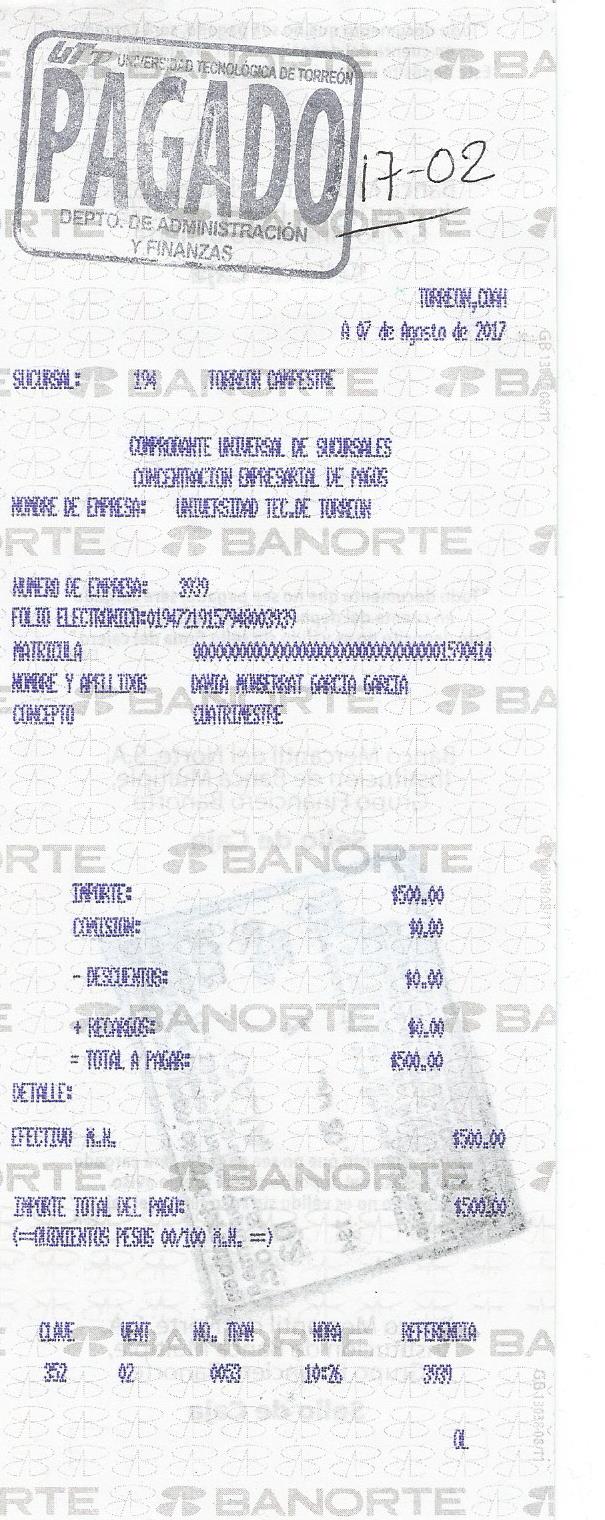 UTT UNIVERSIDAD TECNOLÓGICA DE TORREÓN
PAGADO
DEPTO. DE ADMINISTRACIÓN
Y FINANZAS
17-02
TORREON,COAH
A 07 de Agosto de 2017
SUCURSAL: 194 TORREON CAMPESTRE
COMPROBANTE UNIVERSAL DE SUCURSALES
CONCENTRACION EMPRESARIAL DE PAGOS
NOMBRE DE EMPRESA: UNIVERSIDAD TEC.DE TORREON
BANORTE
NUMERO DE EMPRESA: 3939
FOLIO ELECTRONICO:01947219157948003939
MATRICULA 0000000000000000000000000000000001590414
NOMBRE Y APELLIDOS DANIA MONSERRAT GARCIA GARCIA
CONCEPTO CUATRIMESTRE
BANORTE
IMPORTE: $500.00
COMISION: $0.00
- DESCUENTOS: $0.00
+ RECARGOS: $0.00
= TOTAL A PAGAR: $500.00
DETALLE:
EFECTIVO M.N. $500.00
IMPORTE TOTAL DEL PAGO: $500.00
(==QUINIENTOS PESOS 00/100 M.N. ==)
CLAVE VENT NO. TRAN HORA REFERENCIA
352 02 0053 10:26 3939
OL
BANORTE